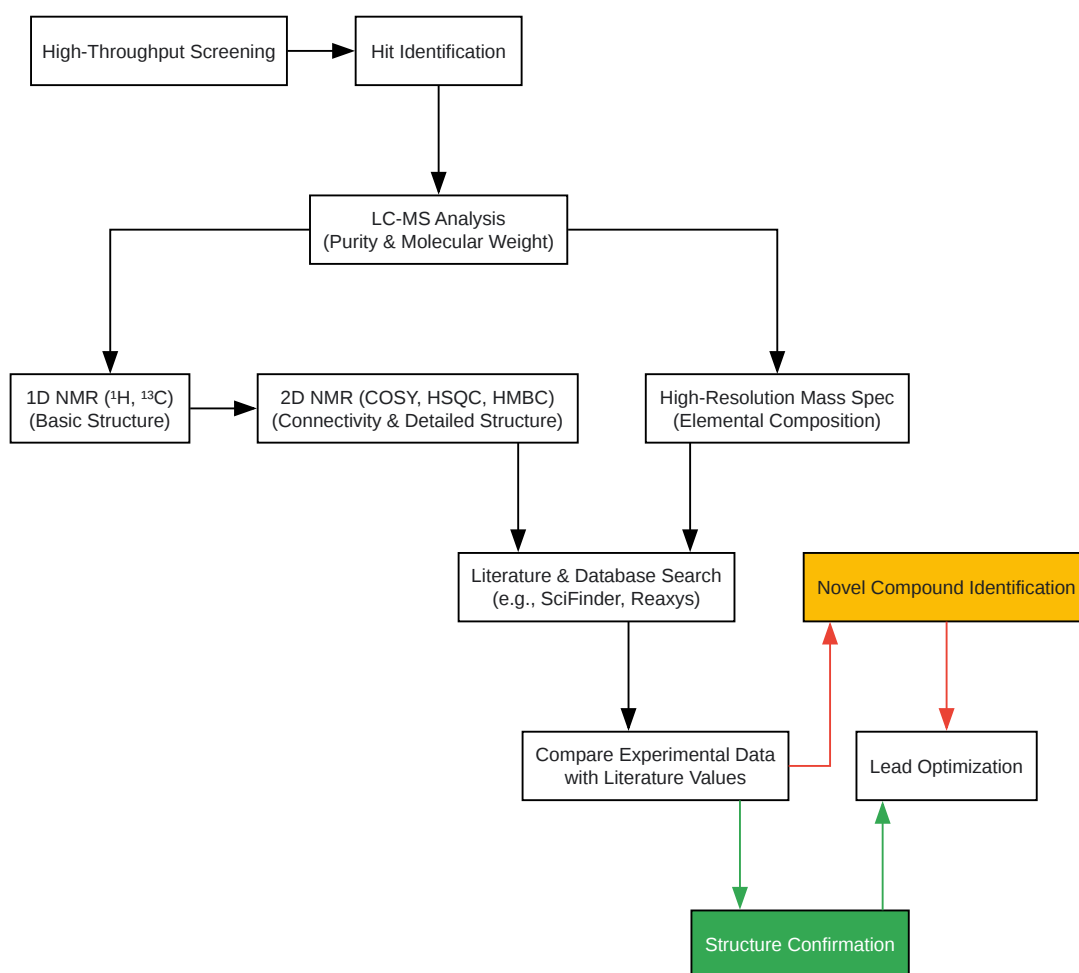 High-Throughput Screening
Hit Identification
LC-MS Analysis
(Purity & Molecular Weight)
1D NMR (¹H, ¹³C)
(Basic Structure)
2D NMR (COSY, HSQC, HMBC)
(Connectivity & Detailed Structure)
High-Resolution Mass Spec
(Elemental Composition)
Literature & Database Search
(e.g., SciFinder, Reaxys)
Novel Compound Identification
Compare Experimental Data
with Literature Values
Lead Optimization
Structure Confirmation